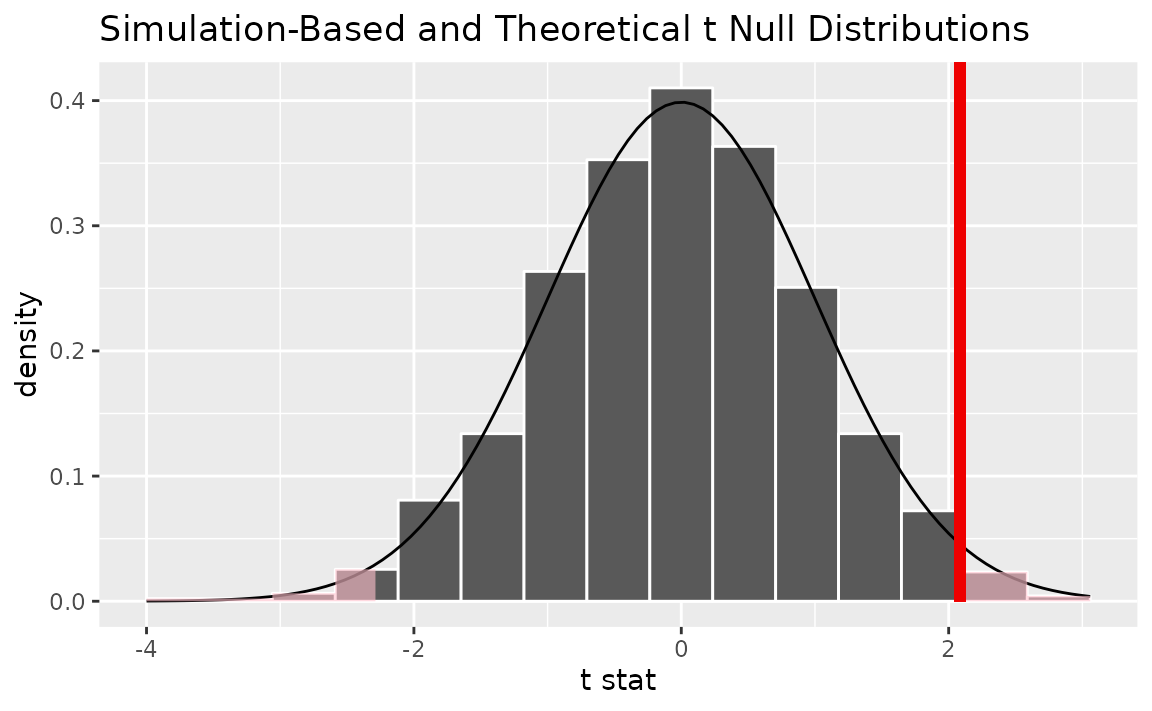 Simulation-Based and Theoretical t Null Distributions
0.4
0.3
0.2
0.1
0.0
density
-4 -2 0 2
t stat